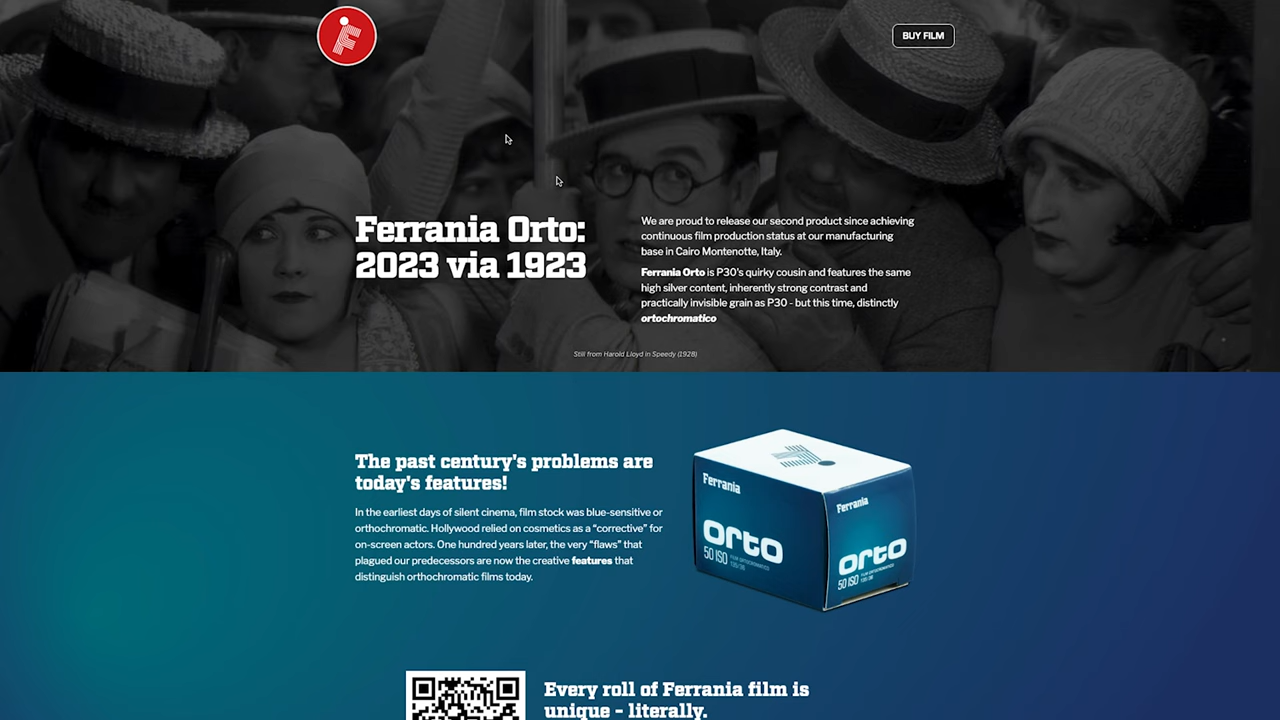 BUY FILM
Ferrania Orto:
2023 via 1923
We are proud to release our second product since achieving
continuous film production status at our manufacturing
base in Cairo Montenotte, Italy.
Ferrania Orto is P30's quirky cousin and features the same
high silver content, inherently strong contrast and
practically invisible grain as P30 - but this time, distinctly
ortochromatico
Still from Harold Lloyd in Speedy (1928)
The past century's problems are
today's features!
In the earliest days of silent cinema, film stock was blue-sensitive or
orthochromatic. Hollywood relied on cosmetics as a “corrective” for
on-screen actors. One hundred years later, the very “flaws” that
plagued our predecessors are now the creative features that
distinguish orthochromatic films today.
Ferrania
orto
50 ISO
Ferrania
orto
50 ISO
Every roll of Ferrania film is
unique - literally.